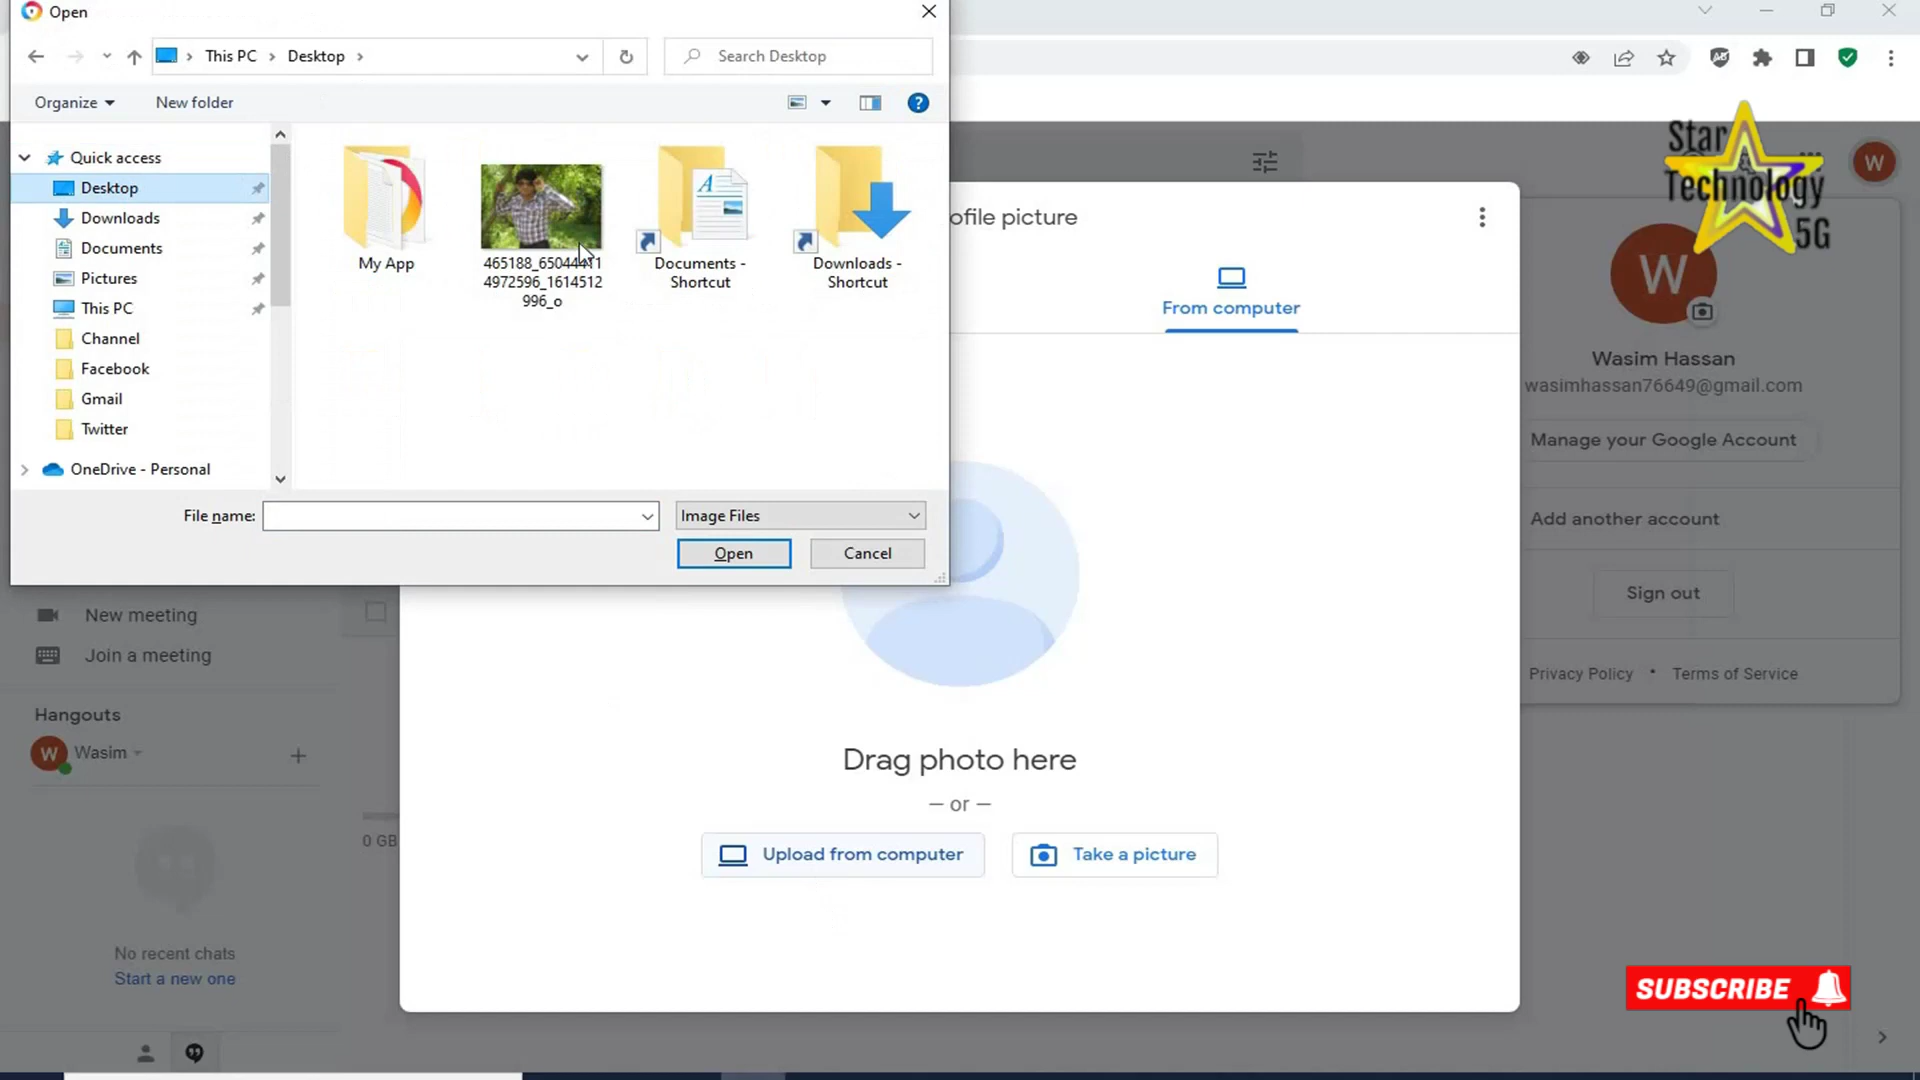 Open
This PC
Desktop
Search Desktop
Organize
New folder
Quick access
Desktop
Downloads
Documents
Pictures
This PC
Channel
Facebook
Gmail
Twitter
OneDrive - Personal
My App
465188_65044411
4972596_1614512
996_o
Documents -
Shortcut
Downloads -
Shortcut
File name:
Image Files
Open
Cancel
ofile picture
From computer
Drag photo here
— or —
Upload from computer
Take a picture
New meeting
Join a meeting
Hangouts
W
Wasim
No recent chats
Start a new one
0 GB
Star
Technology
5G
W
W
Wasim Hassan
wasimhassan76649@gmail.com
Manage your Google Account
Add another account
Sign out
Privacy Policy • Terms of Service
SUBSCRIBE